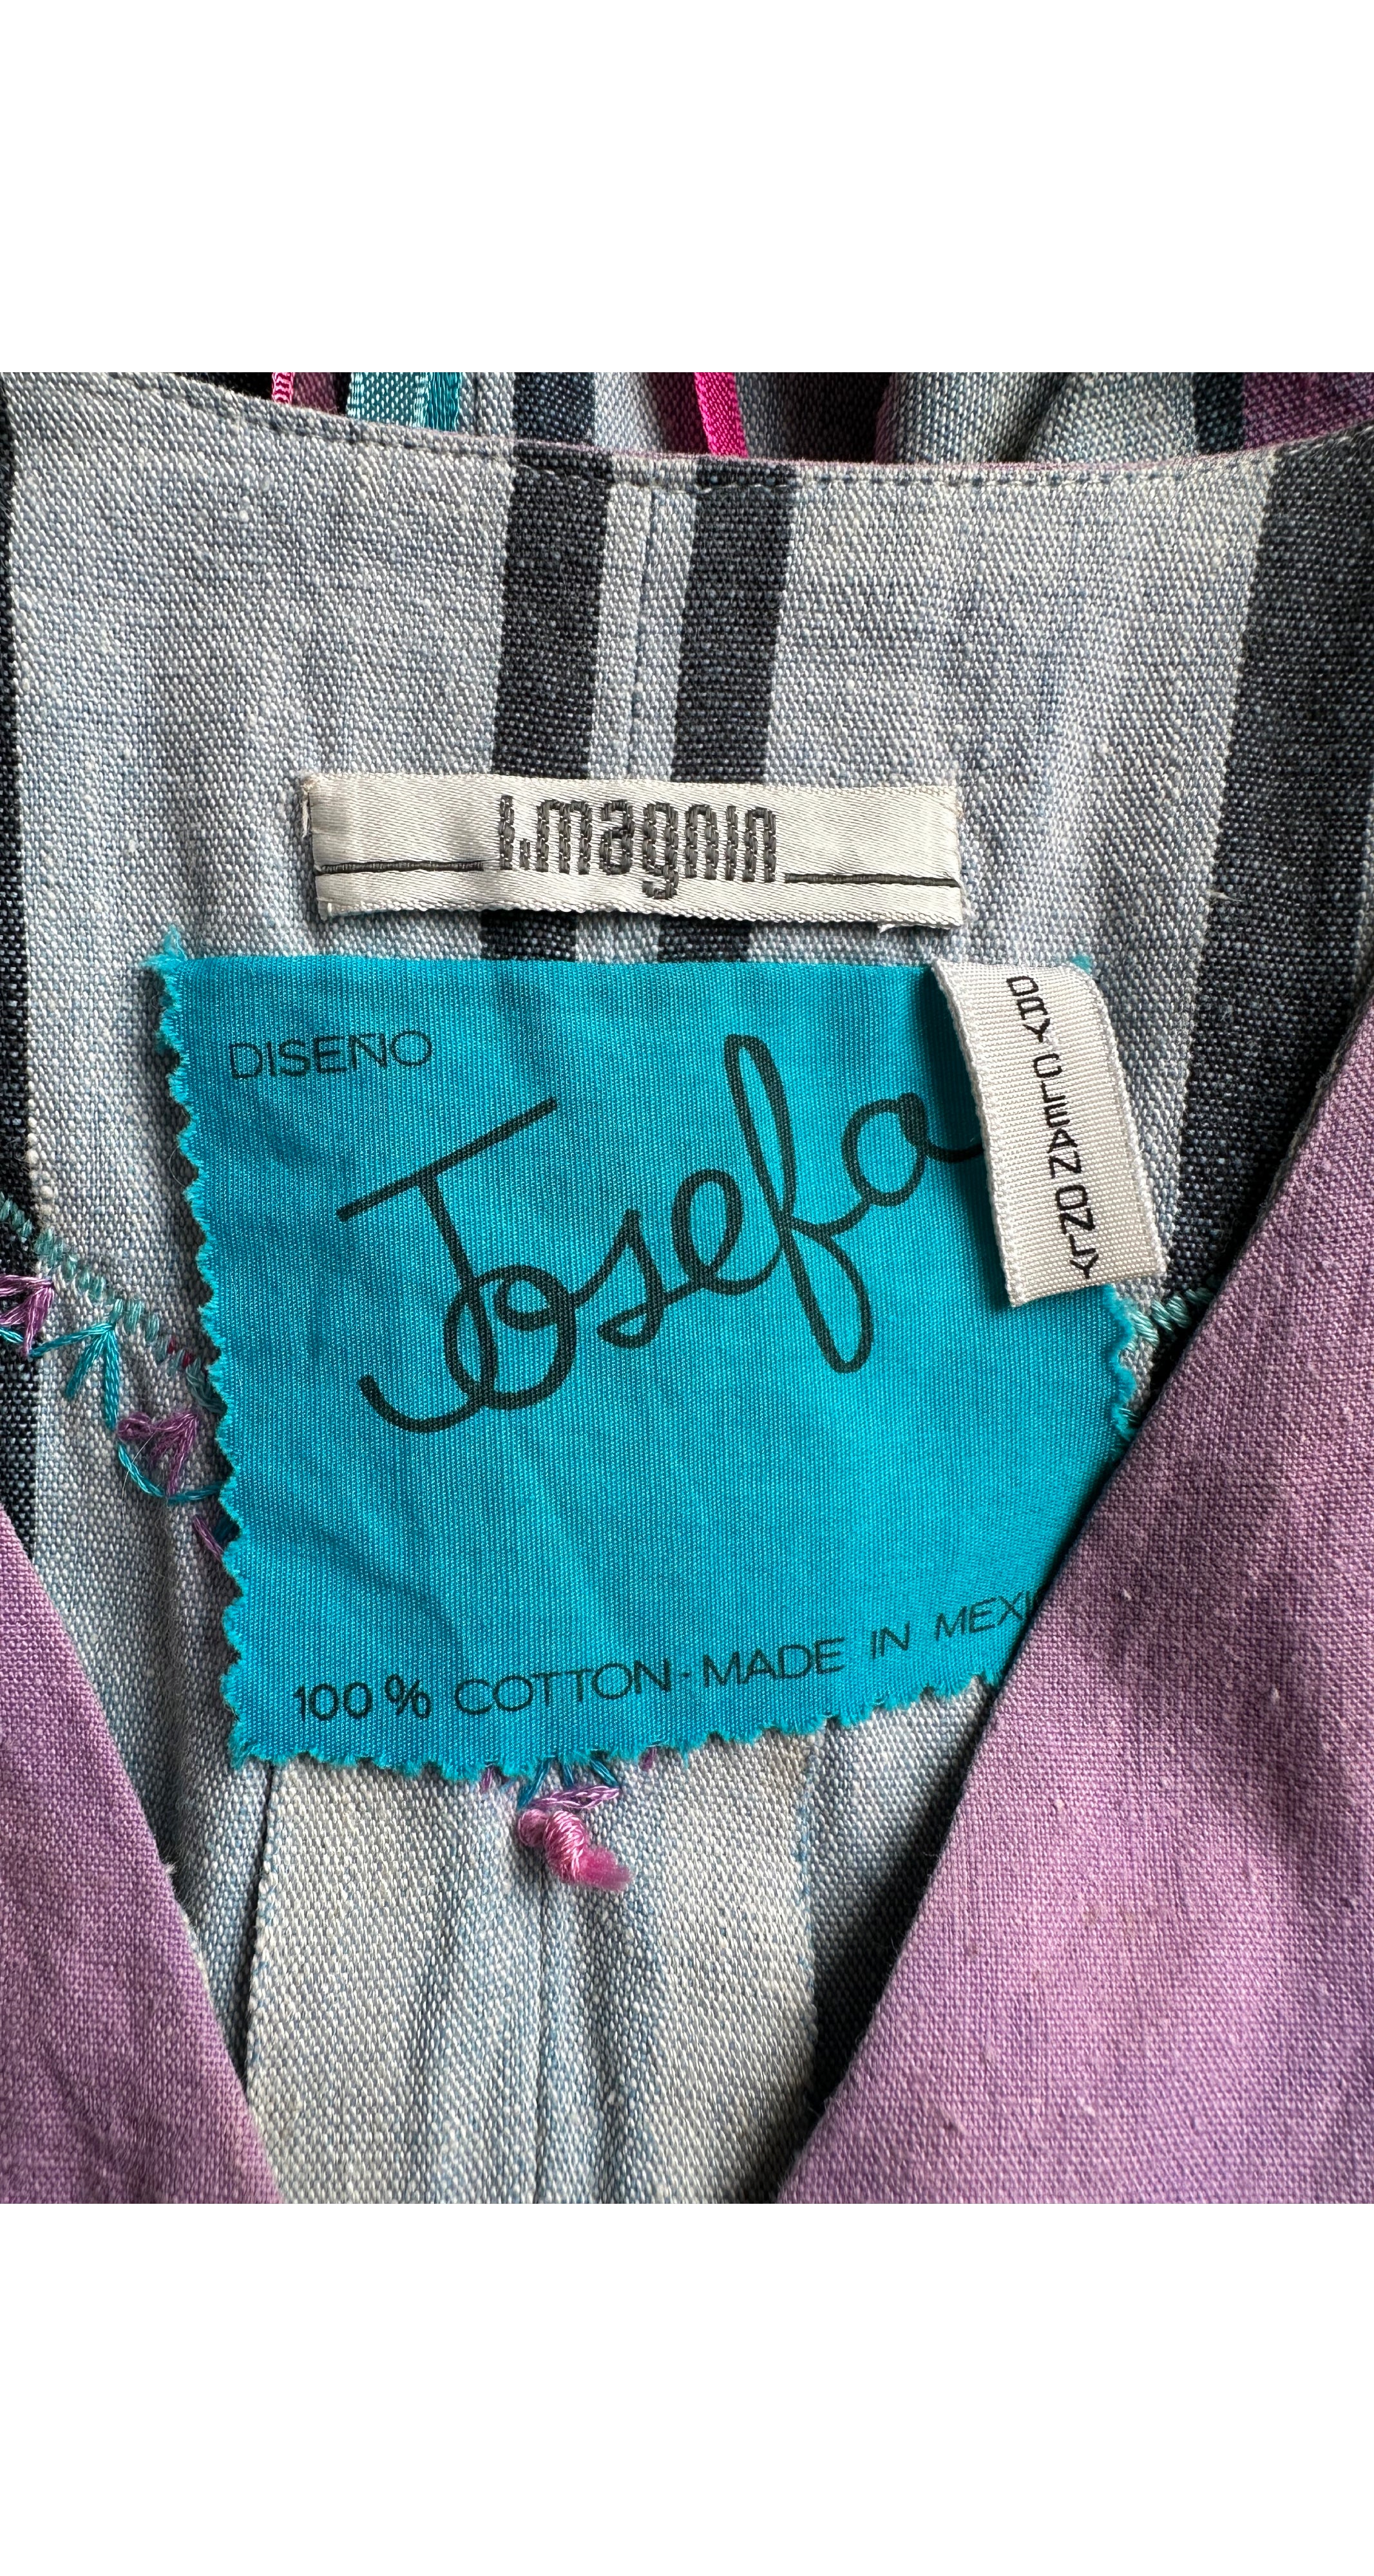 i.magnin
DISEÑO
Josefa
DRY CLEAN ONLY
100% COTTON - MADE IN MEXI